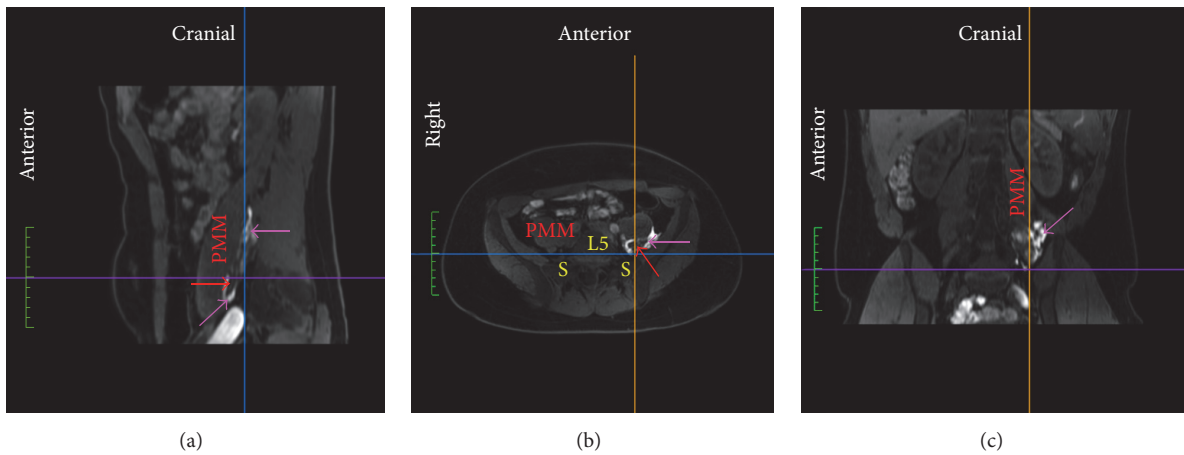 Cranial
Anterior
PMM
(a)
Anterior
Right
PMM
L5
S
S
(b)
Cranial
Anterior
PMM
(c)